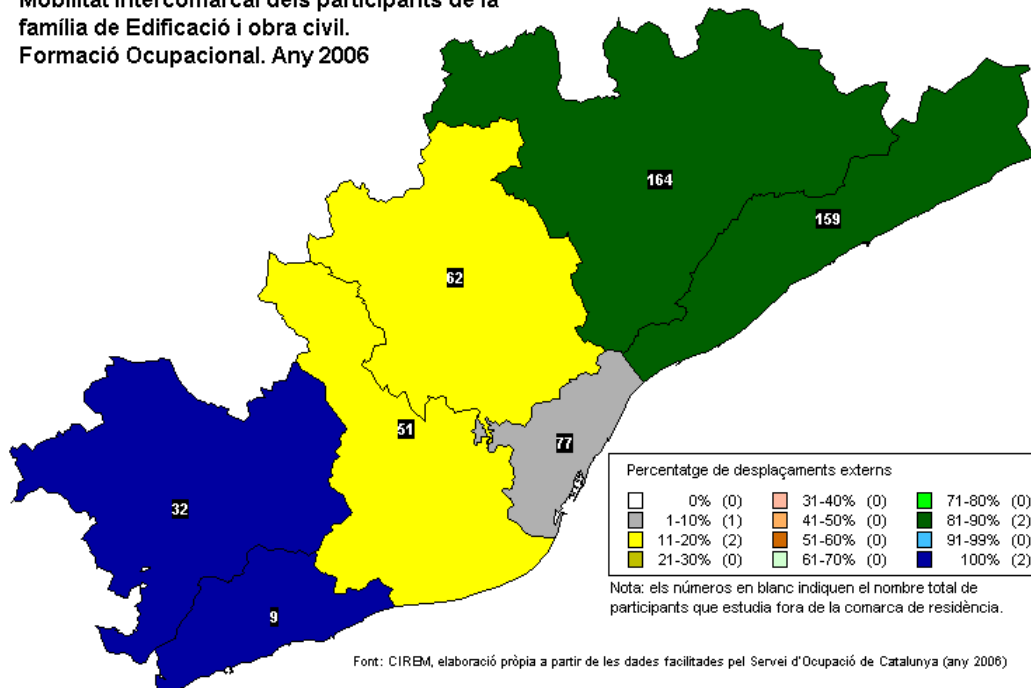 Mobilitat intercomarcal dels participants de la
família de Edificació i obra civil.
Formació Ocupacional. Any 2006
164
159
62
51
77
32
9
Percentatge de desplaçaments externs
0% (0) 31-40% (0) 71-80% (0)
1-10% (1) 41-50% (0) 81-90% (2)
11-20% (2) 51-60% (0) 91-99% (0)
21-30% (0) 61-70% (0) 100% (2)
Nota: els números en blanc indiquen el nombre total de
participants que estudia fora de la comarca de residència.
Font: CIREM, elaboració pròpia a partir de les dades facilitades pel Servei d'Ocupació de Catalunya (any 2006)